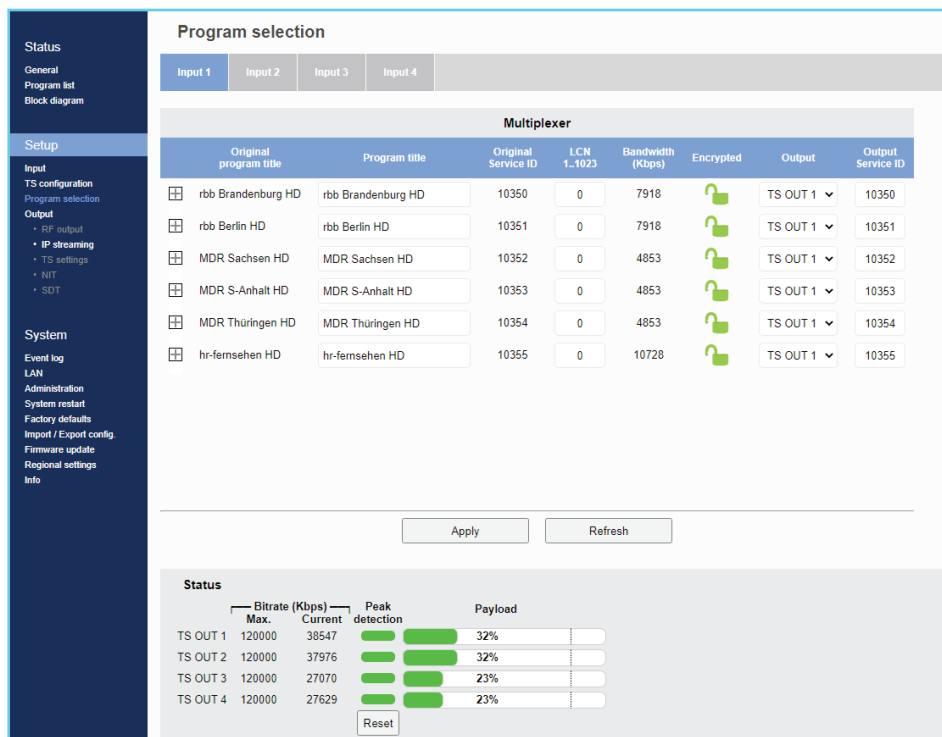 Program selection
Status
General
Program list
Block diagram
Setup
Input
TS configuration
Program selection
Output
• RF output
• IP streaming
• TS settings
• NIT
• SDT
System
Event log
LAN
Administration
System restart
Factory defaults
Import / Export config.
Firmware update
Regional settings
Info
Input 1 Input 2 Input 3 Input 4
Multiplexer
Original program title Program title Original Service ID LCN 1..1023 Bandwidth (Kbps) Encrypted Output Output Service ID
rbb Brandenburg HD rbb Brandenburg HD 10350 0 7918 TS OUT 1 10350
rbb Berlin HD rbb Berlin HD 10351 0 7918 TS OUT 1 10351
MDR Sachsen HD MDR Sachsen HD 10352 0 4853 TS OUT 1 10352
MDR S-Anhalt HD MDR S-Anhalt HD 10353 0 4853 TS OUT 1 10353
MDR Thüringen HD MDR Thüringen HD 10354 0 4853 TS OUT 1 10354
hr-fernsehen HD hr-fernsehen HD 10355 0 10728 TS OUT 1 10355
Apply Refresh
Status
Bitrate (Kbps) Peak
Max. Current detection Payload
TS OUT 1 120000 38547 32%
TS OUT 2 120000 37976 32%
TS OUT 3 120000 27070 23%
TS OUT 4 120000 27629 23%
Reset